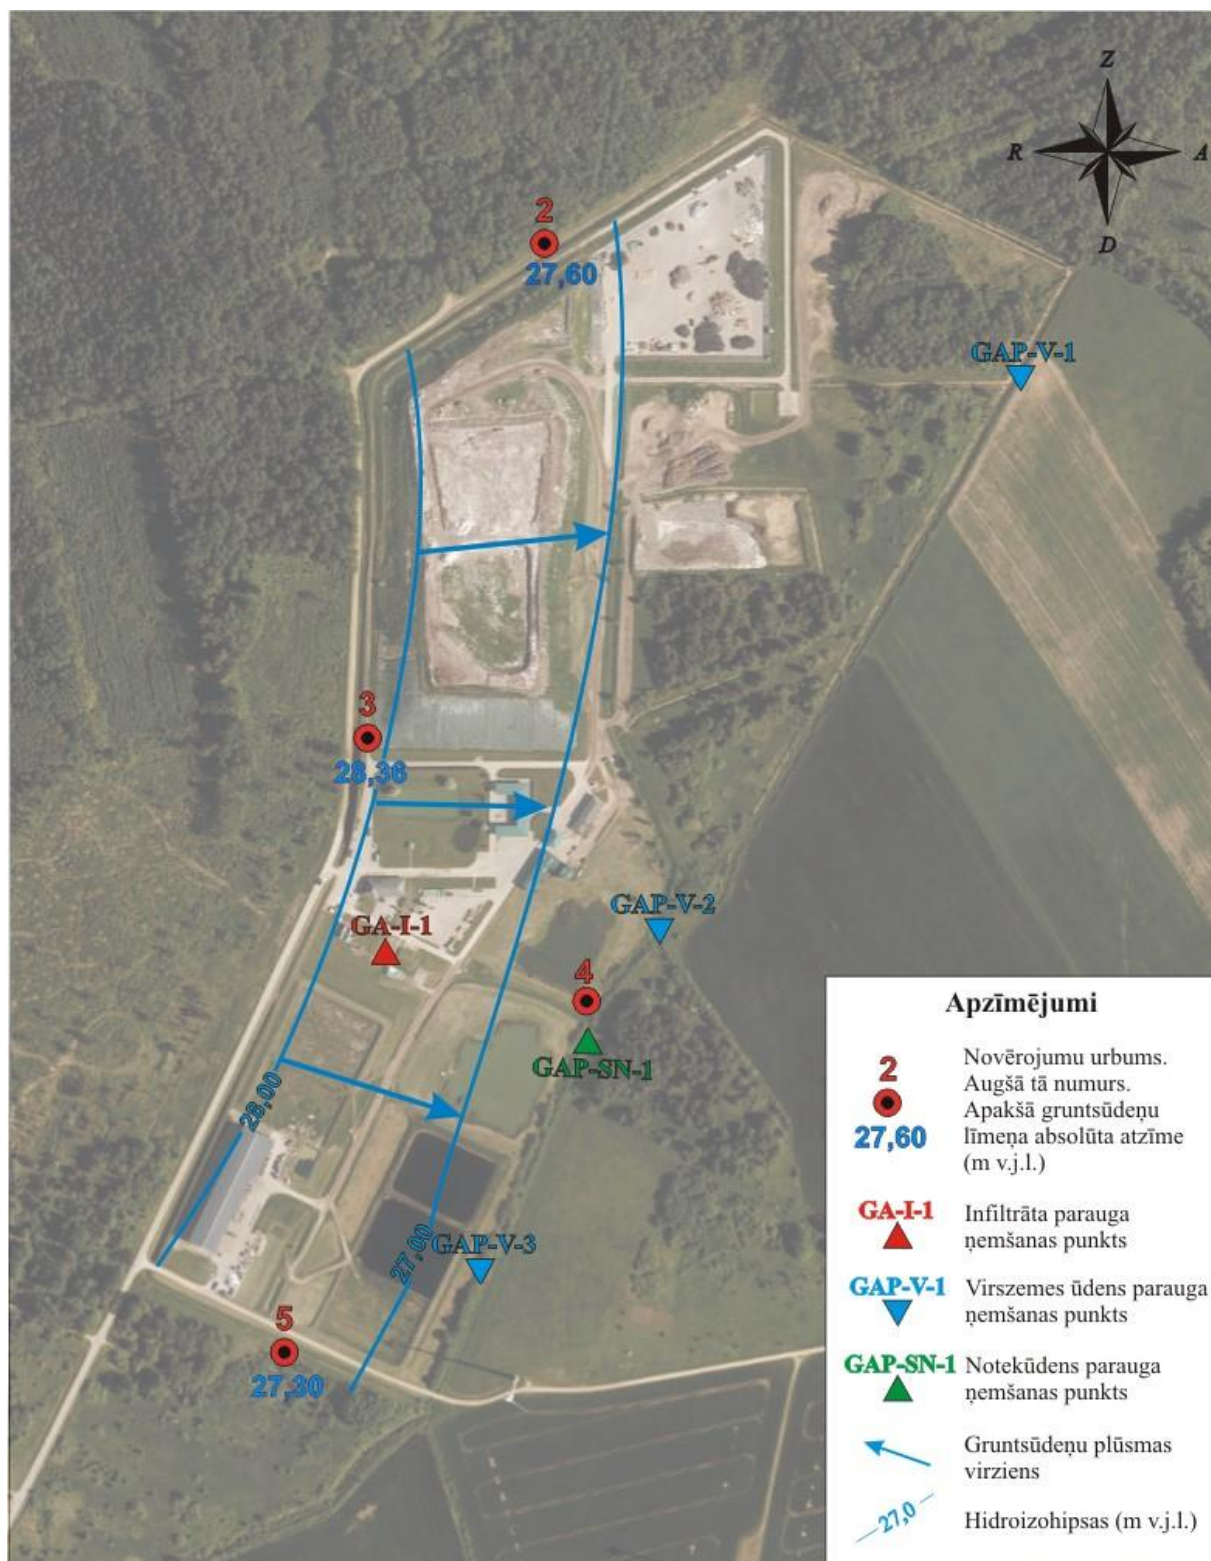 Z
R
A
D
2
27,60
GAP-V-1
3
28,36
GAP-V-2
GA-I-1
4
GAP-SN-1
28,00
27,00
GAP-V-3
5
27,30
Apzīmējumi
2
27,60
Novērojumu urbums.
Augšā tā numurs.
Apakšā gruntsūdeņu
līmeņa absolūta atzīme
(m v.j.l.)
GA-I-1
Infiltrāta parauga
ņemšanas punkts
GAP-V-1
Virszemes ūdens parauga
ņemšanas punkts
GAP-SN-1
Notekūdens parauga
ņemšanas punkts
Gruntsūdeņu plūsmas
virziens
27,0
Hidroizohipsas (m v.j.l.)